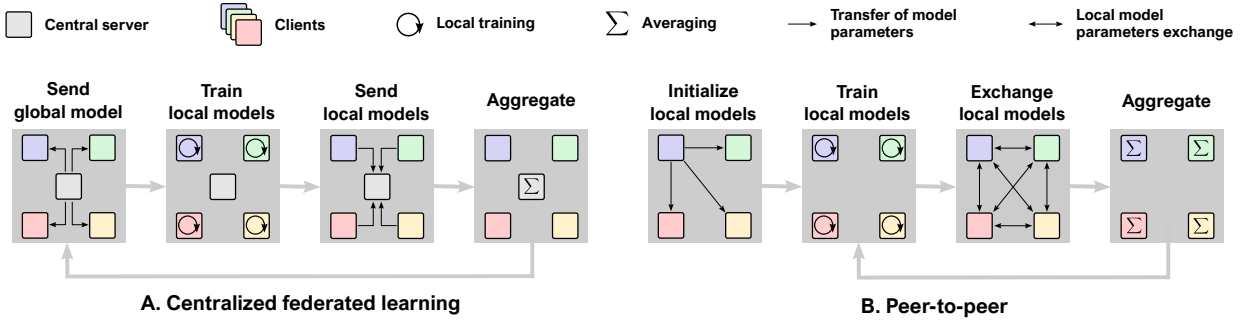 Central server
Clients
Local training
Σ Averaging
Transfer of model
parameters
Local model
parameters exchange
Send
global model
Train
local models
Send
local models
Aggregate
Σ
A. Centralized federated learning
Initialize
local models
Train
local models
Exchange
local models
Aggregate
Σ Σ
Σ Σ
B. Peer-to-peer